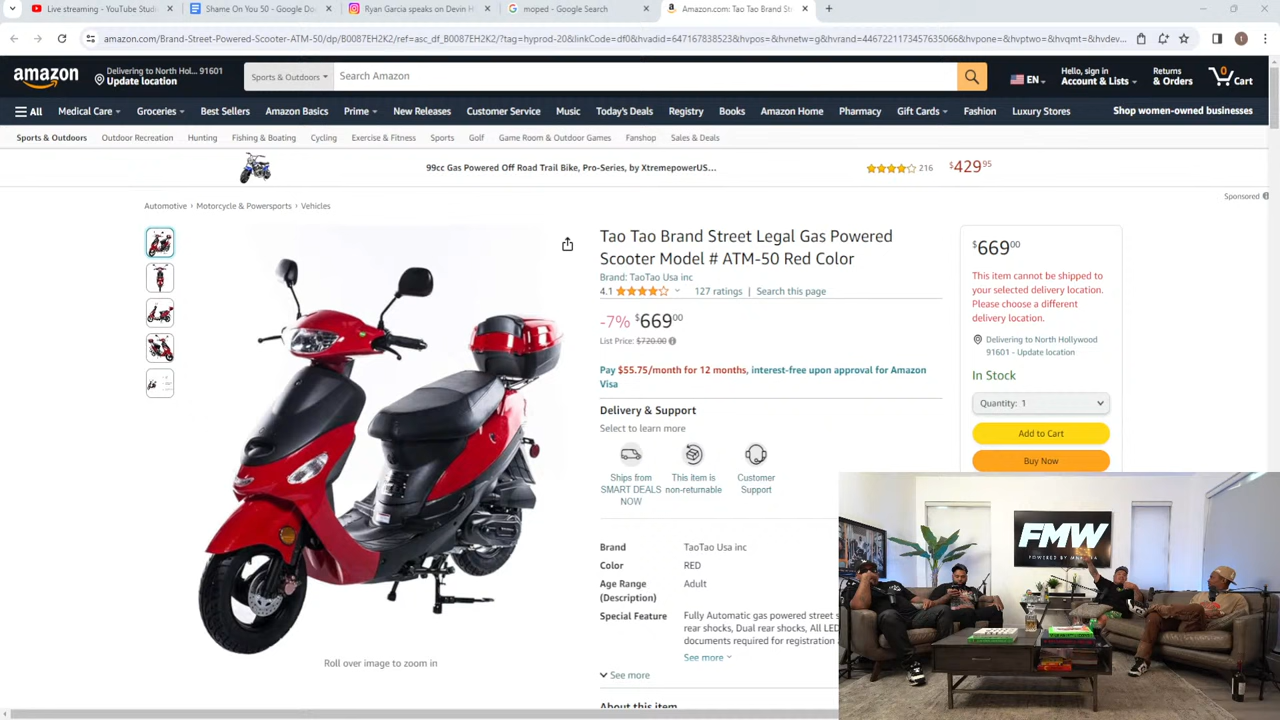 Live streaming - YouTube Studi
Shame On You 50 - Google Do
Ryan Garcia speaks on Devin H
moped - Google Search
Amazon.com: Tao Tao Brand St
amazon.com/Brand-Street-Powered-Scooter-ATM-50/dp/B0087EH2K2/ref=asc_df_B0087EH2K2/?tag=hyprod-20&linkCode=df0&hvadid=647167838523&hvpos=&hvnetw=g&hvrand=4467221173457635066&hvpone=&hvptwo=&hvqmt=&hvdev...
amazon
Delivering to North Hol... 91601
Update location
Sports & Outdoors
Search Amazon
EN
Hello, sign in
Account & Lists
Returns
& Orders
0
Cart
All
Medical Care
Groceries
Best Sellers
Amazon Basics
Prime
New Releases
Customer Service
Music
Today's Deals
Registry
Books
Amazon Home
Pharmacy
Gift Cards
Fashion
Luxury Stores
Shop women-owned businesses
Sports & Outdoors
Outdoor Recreation
Hunting
Fishing & Boating
Cycling
Exercise & Fitness
Sports
Golf
Game Room & Outdoor Games
Fanshop
Sales & Deals
99cc Gas Powered Off Road Trail Bike, Pro-Series, by XtremepowerUS...
216
$429.95
Sponsored
Automotive › Motorcycle & Powersports › Vehicles
Tao Tao Brand Street Legal Gas Powered
Scooter Model # ATM-50 Red Color
Brand: TaoTao Usa inc
4.1
127 ratings | Search this page
-7% $669.00
List Price: $720.00
Pay $55.75/month for 12 months, interest-free upon approval for Amazon
Visa
Delivery & Support
Select to learn more
Ships from
SMART DEALS
NOW
This item is
non-returnable
Customer
Support
Brand TaoTao Usa inc
Color RED
Age Range
(Description)
Adult
Special Feature
Fully Automatic gas powered street s
rear shocks, Dual rear shocks, All LED
documents required for registration
See more
See more
About this item
Roll over image to zoom in
$669.00
This item cannot be shipped to
your selected delivery location.
Please choose a different
delivery location.
Delivering to North Hollywood
91601 - Update location
In Stock
Quantity: 1
Add to Cart
Buy Now
FMW